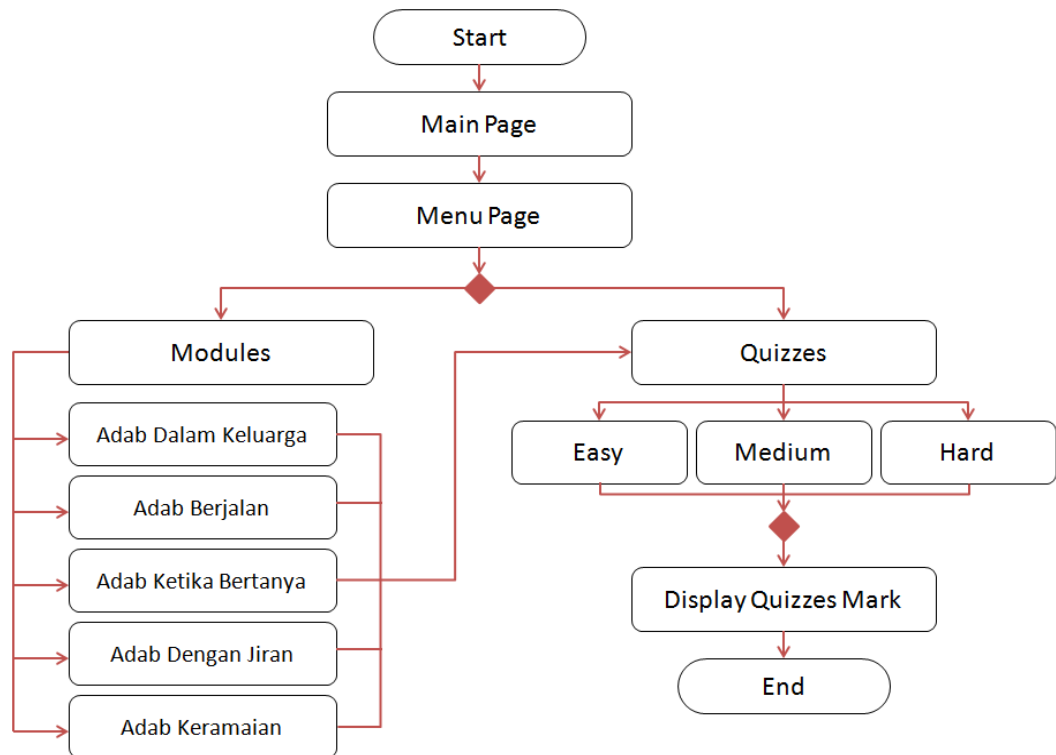 Start
Main Page
Menu Page
Modules
Quizzes
Adab Dalam Keluarga
Easy
Medium
Hard
Adab Berjalan
Adab Ketika Bertanya
Display Quizzes Mark
Adab Dengan Jiran
End
Adab Keramaian